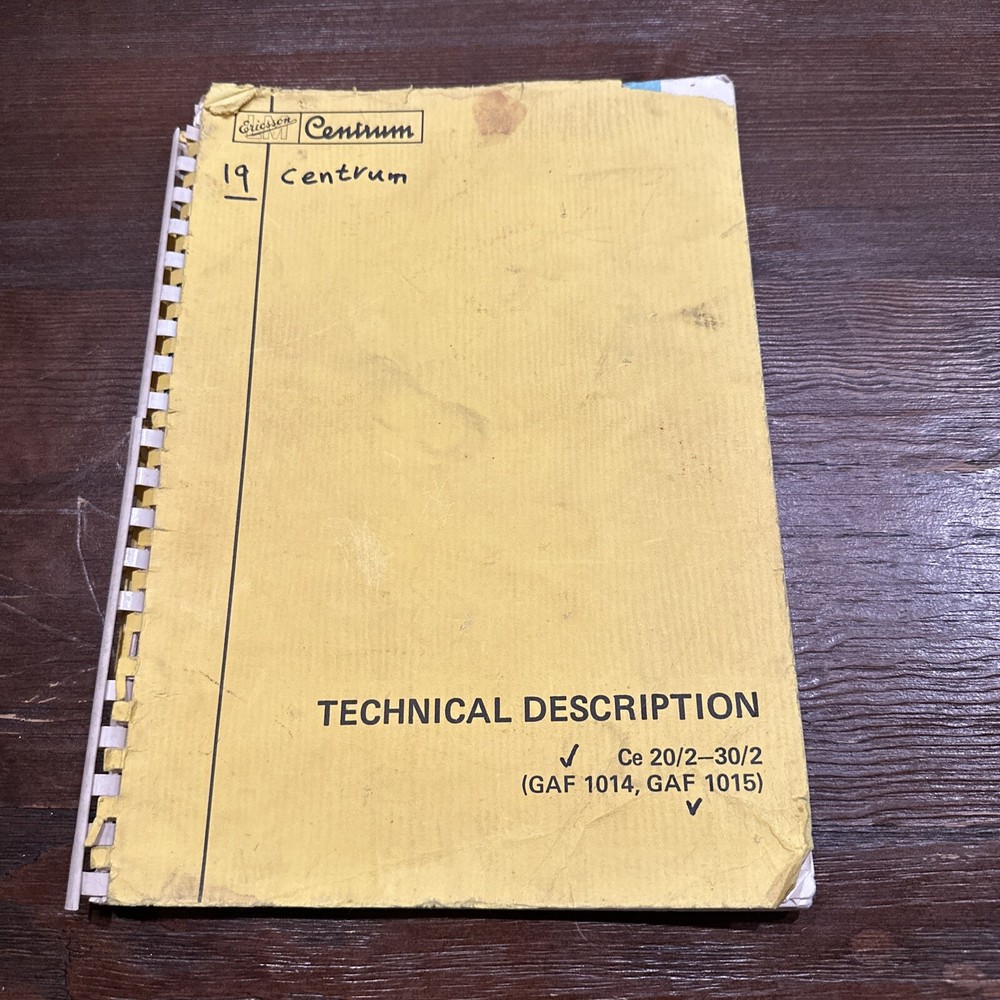 Ericsson LM Centrum
19 Centrum
TECHNICAL DESCRIPTION
✓ Ce 20/2–30/2
(GAF 1014, GAF 1015)
✓